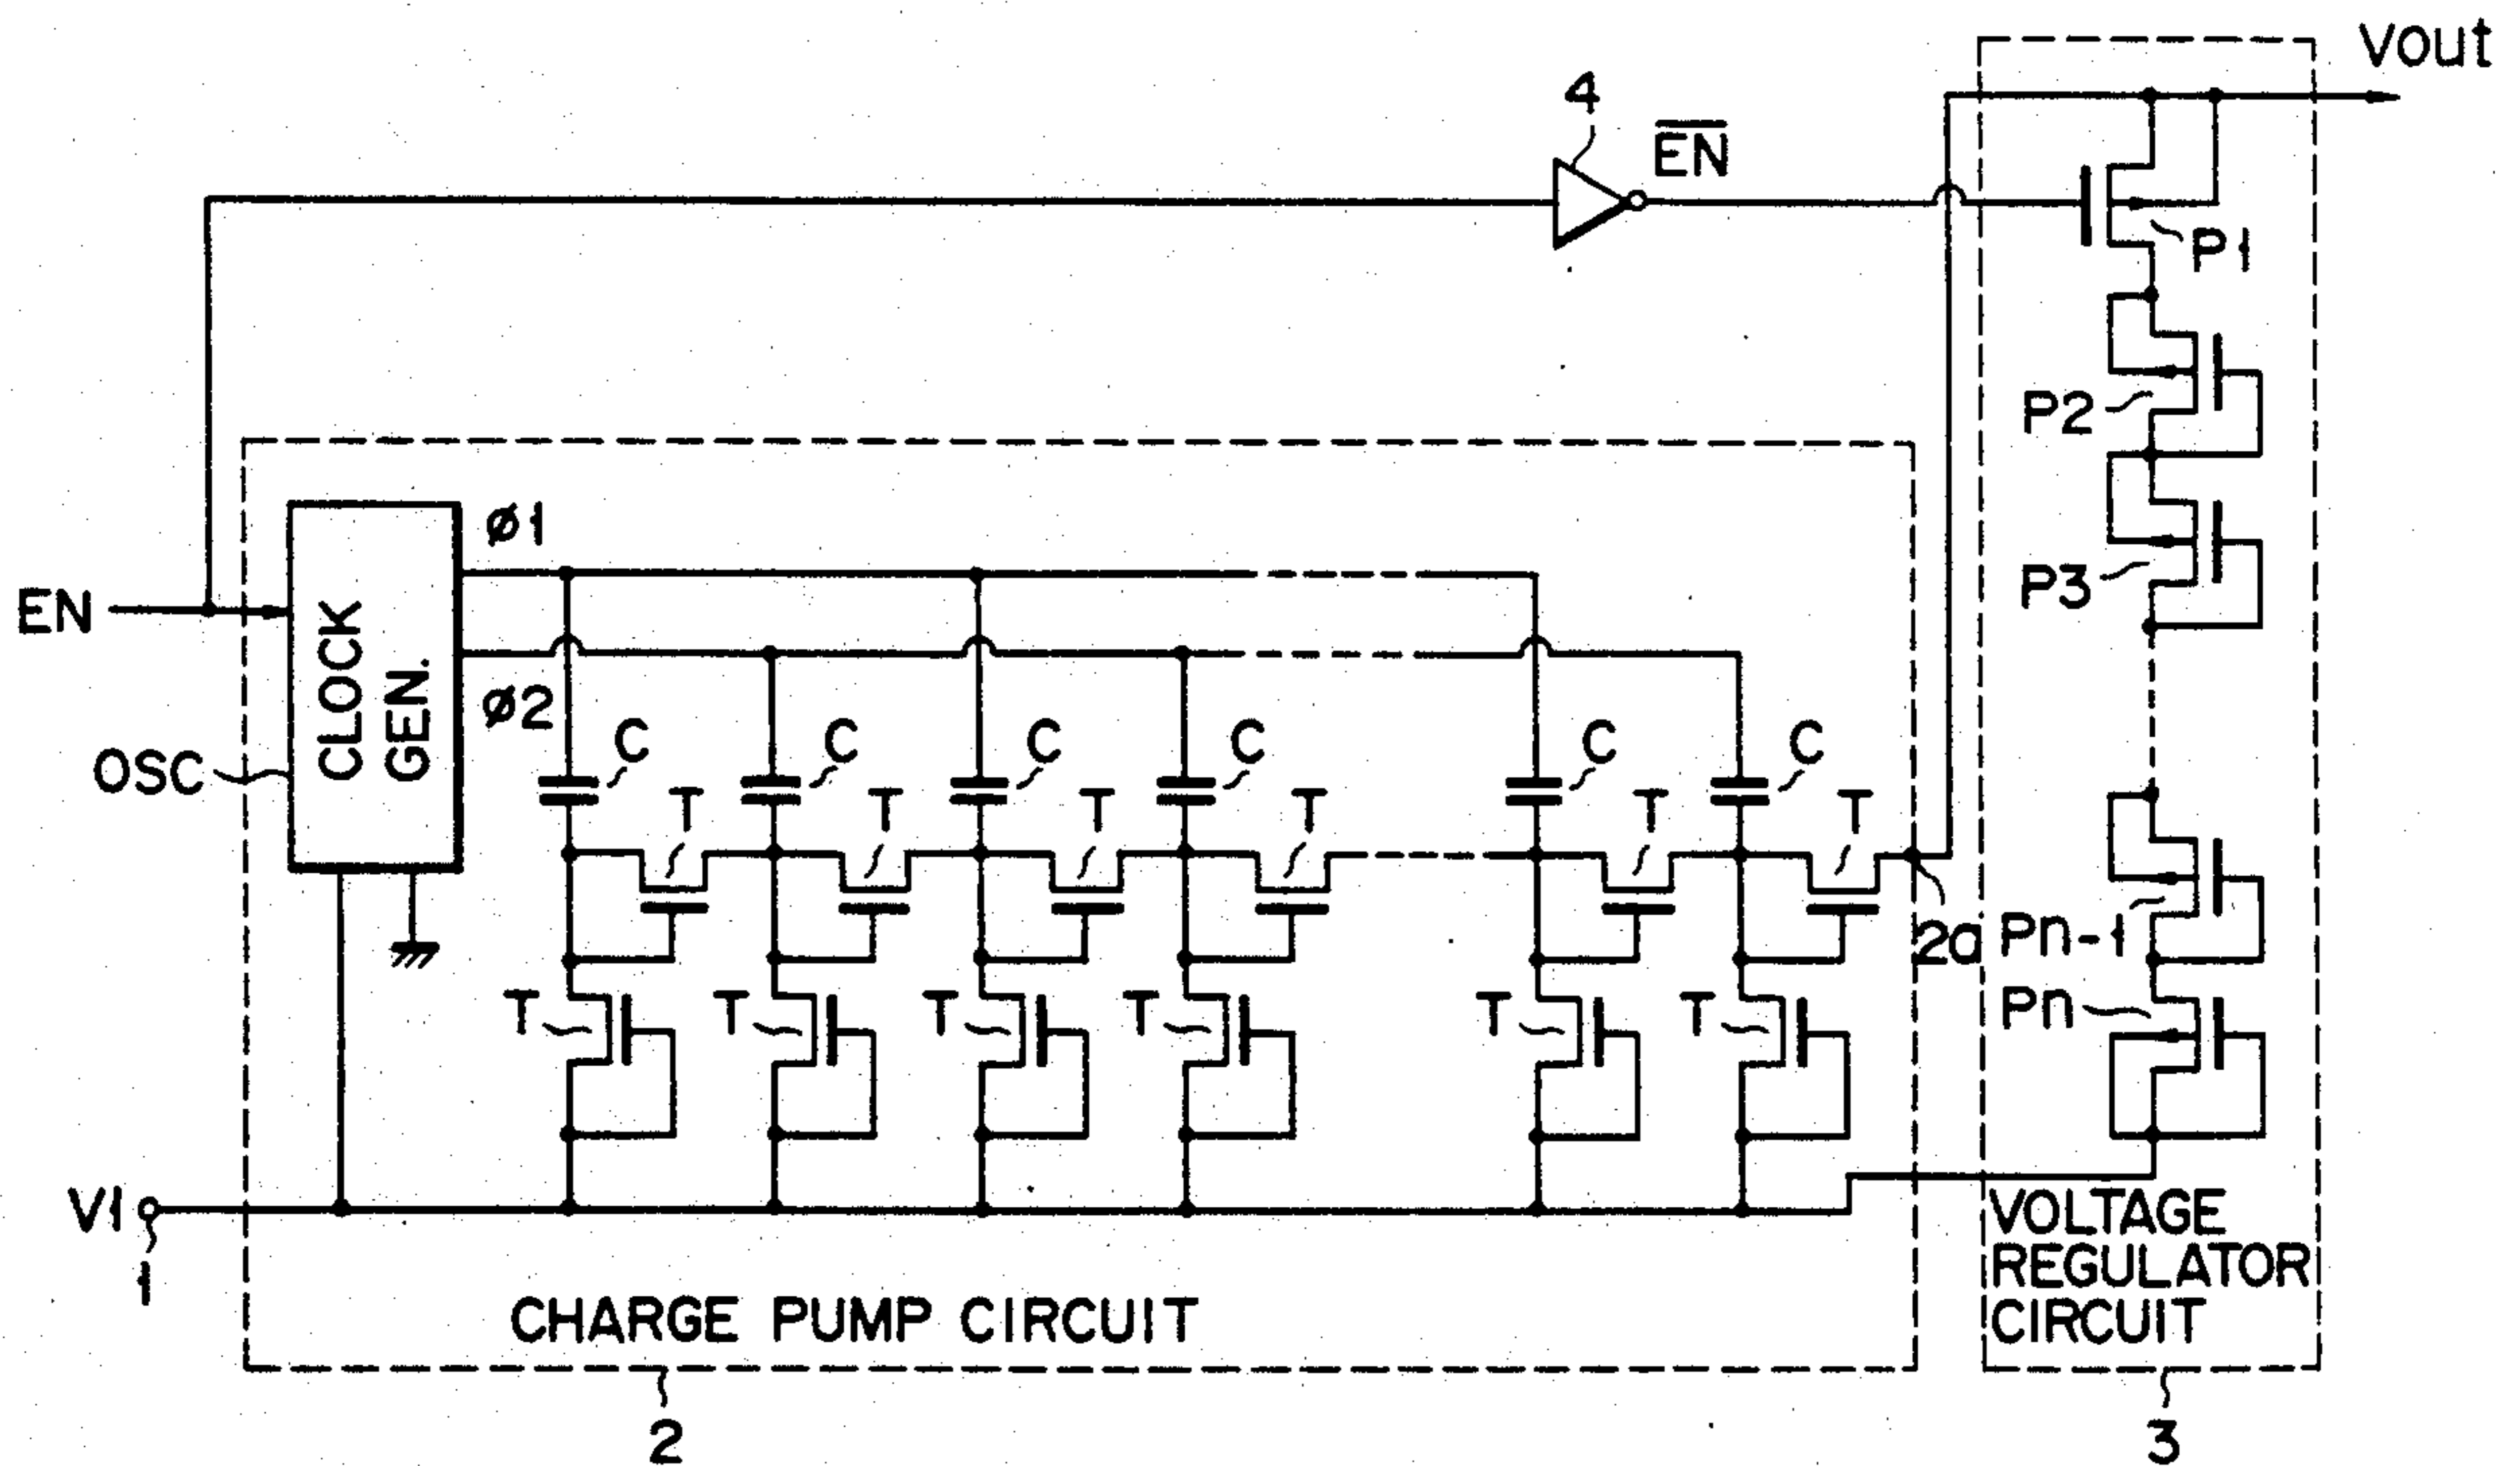 Vout
4
EN
P1
P2
P3
ø1
EN
CLOCK
GEN.
ø2
OSC
C C C C C C
T T T T T T
2a
Pn-1
Pn
T T T T T T
V1
1
VOLTAGE
REGULATOR
CIRCUIT
CHARGE PUMP CIRCUIT
2
3